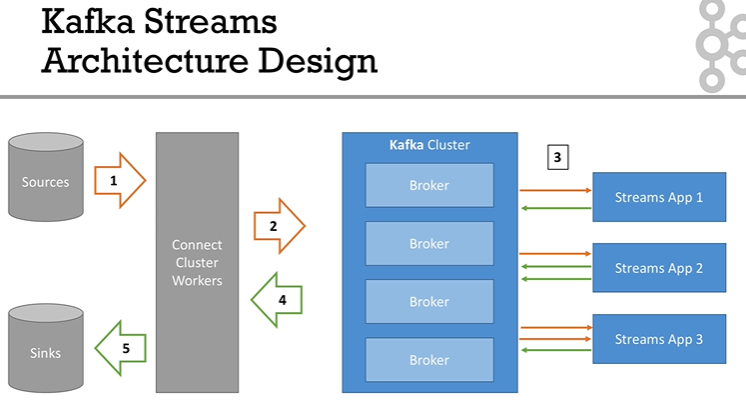 Kafka Streams
Architecture Design
Sources
1
Connect
Cluster
Workers
2
4
Sinks
5
Kafka Cluster
Broker
Broker
Broker
Broker
3
Streams App 1
Streams App 2
Streams App 3